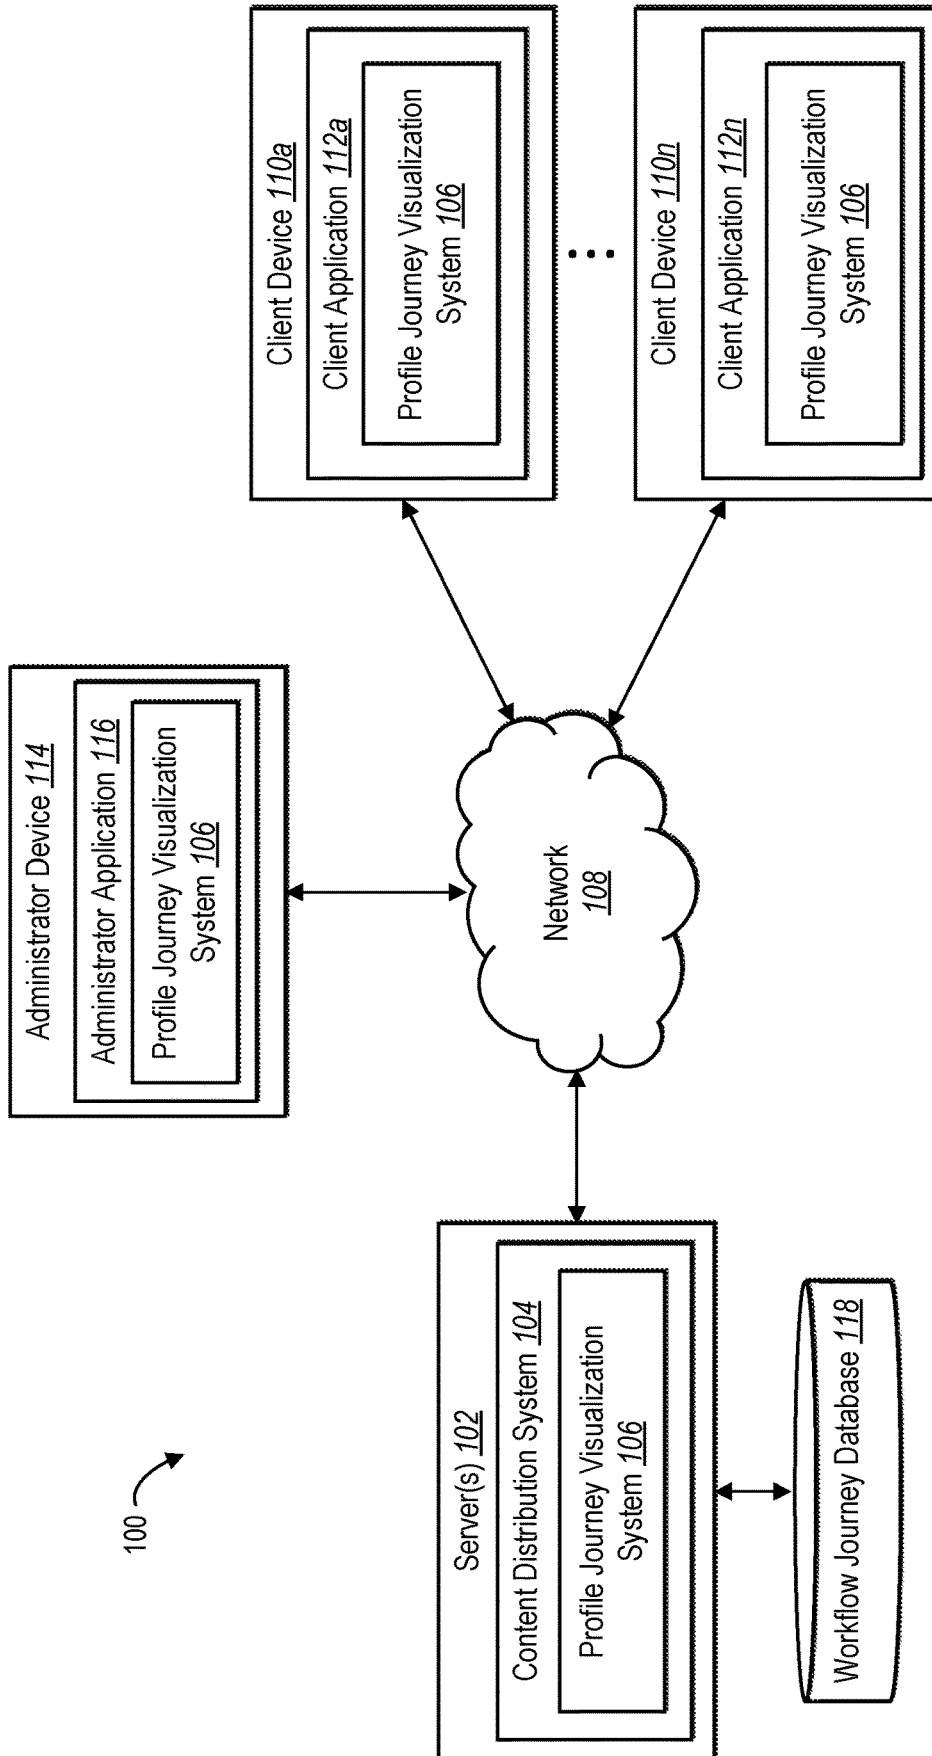 100
Administrator Device 114
Administrator Application 116
Profile Journey Visualization
System 106
Server(s) 102
Content Distribution System 104
Profile Journey Visualization
System 106
Workflow Journey Database 118
Network
108
Client Device 110a
Client Application 112a
Profile Journey Visualization
System 106
Client Device 110n
Client Application 112n
Profile Journey Visualization
System 106